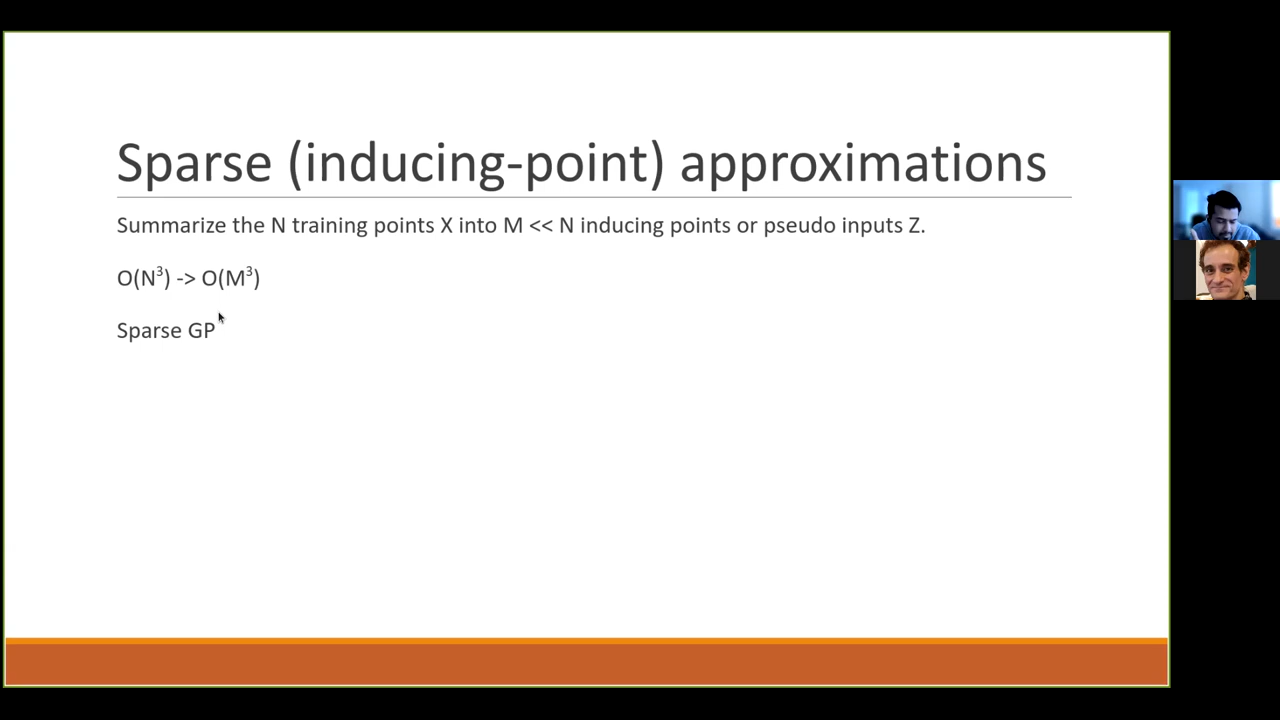 Sparse (inducing-point) approximations
Summarize the N training points X into M << N inducing points or pseudo inputs Z.
O(N³) -> O(M³)
Sparse GP